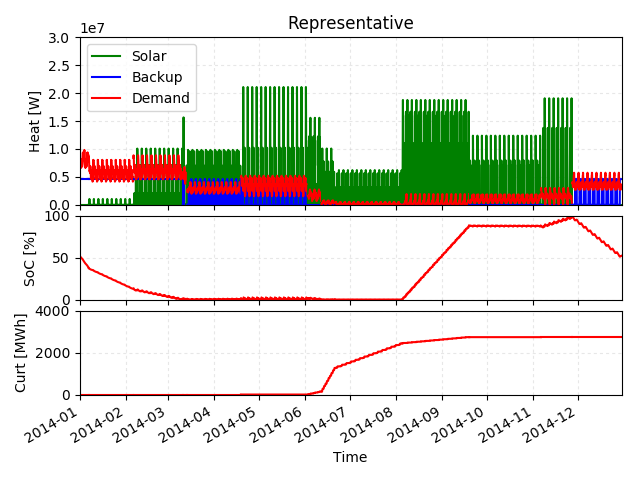 Representative
1e7
3.0
2.5
2.0
1.5
1.0
0.5
0.0
Heat [W]
Solar
Backup
Demand
100
50
0
SoC [%]
4000
2000
0
Curt [MWh]
2014-01
2014-02
2014-03
2014-04
2014-05
2014-06
2014-07
2014-08
2014-09
2014-10
2014-11
2014-12
Time